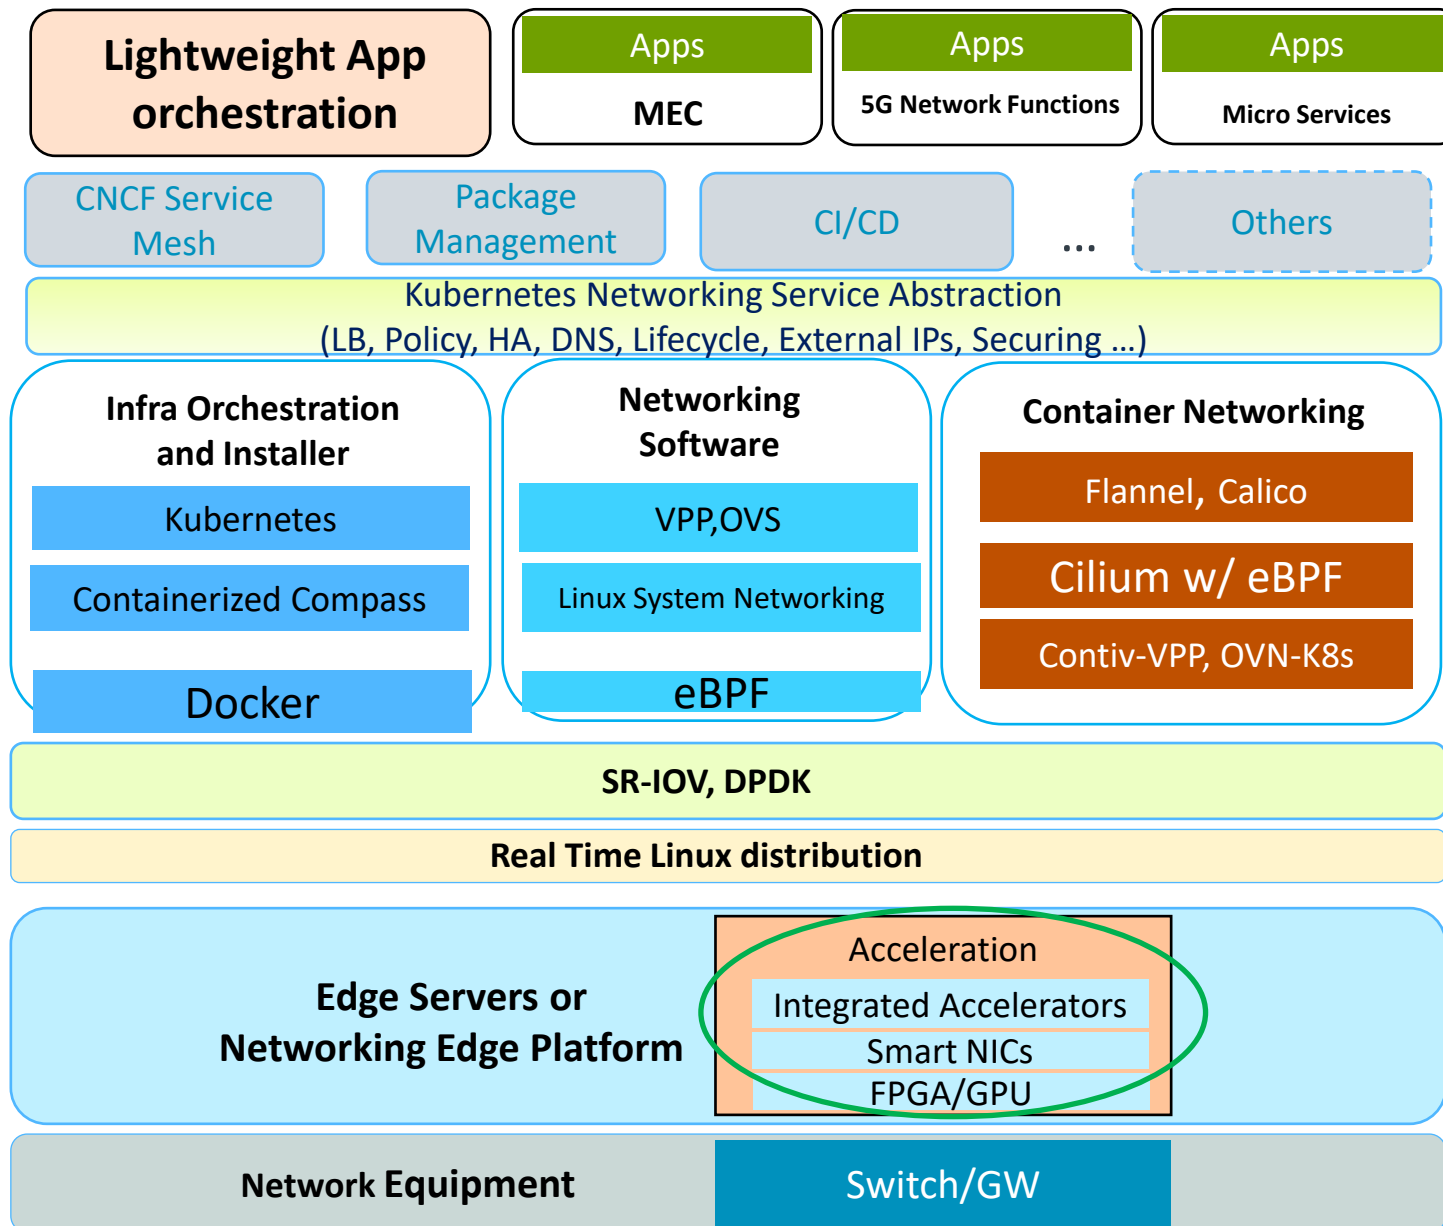 Lightweight App
orchestration
Apps
MEC
Apps
5G Network Functions
Apps
Micro Services
CNCF Service
Mesh
Package
Management
CI/CD
...
Others
Kubernetes Networking Service Abstraction
(LB, Policy, HA, DNS, Lifecycle, External IPs, Securing ...)
Infra Orchestration
and Installer
Kubernetes
Containerized Compass
Docker
Networking
Software
VPP,OVS
Linux System Networking
eBPF
Container Networking
Flannel, Calico
Cilium w/ eBPF
Contiv-VPP, OVN-K8s
SR-IOV, DPDK
Real Time Linux distribution
Edge Servers or
Networking Edge Platform
Acceleration
Integrated Accelerators
Smart NICs
FPGA/GPU
Network Equipment
Switch/GW